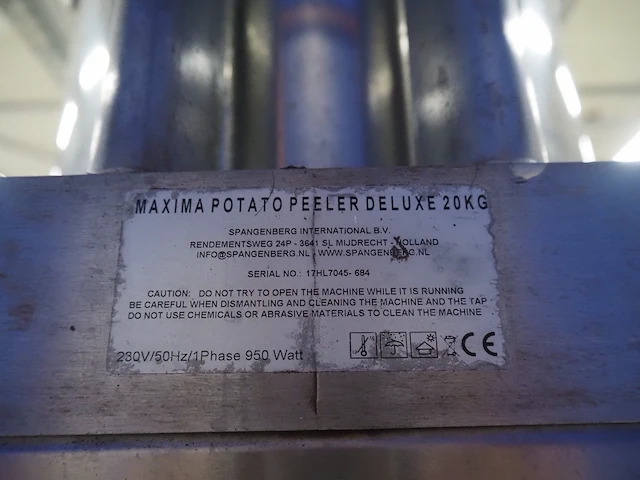 MAXIMA POTATO PEELER DELUXE 20KG
SPANGENBERG INTERNATIONAL B.V.
RENDEMENTSWEG 24P - 3641 SL MIJDRECHT - HOLLAND
INFO@SPANGENBERG.NL - WWW.SPANGENBERG.NL
SERIAL NO.: 17HL7045- 684
CAUTION: DO NOT TRY TO OPEN THE MACHINE WHILE IT IS RUNNING
BE CAREFUL WHEN DISMANTLING AND CLEANING THE MACHINE AND THE TAP
DO NOT USE CHEMICALS OR ABRASIVE MATERIALS TO CLEAN THE MACHINE
230V/50Hz/1Phase 950 Watt CE